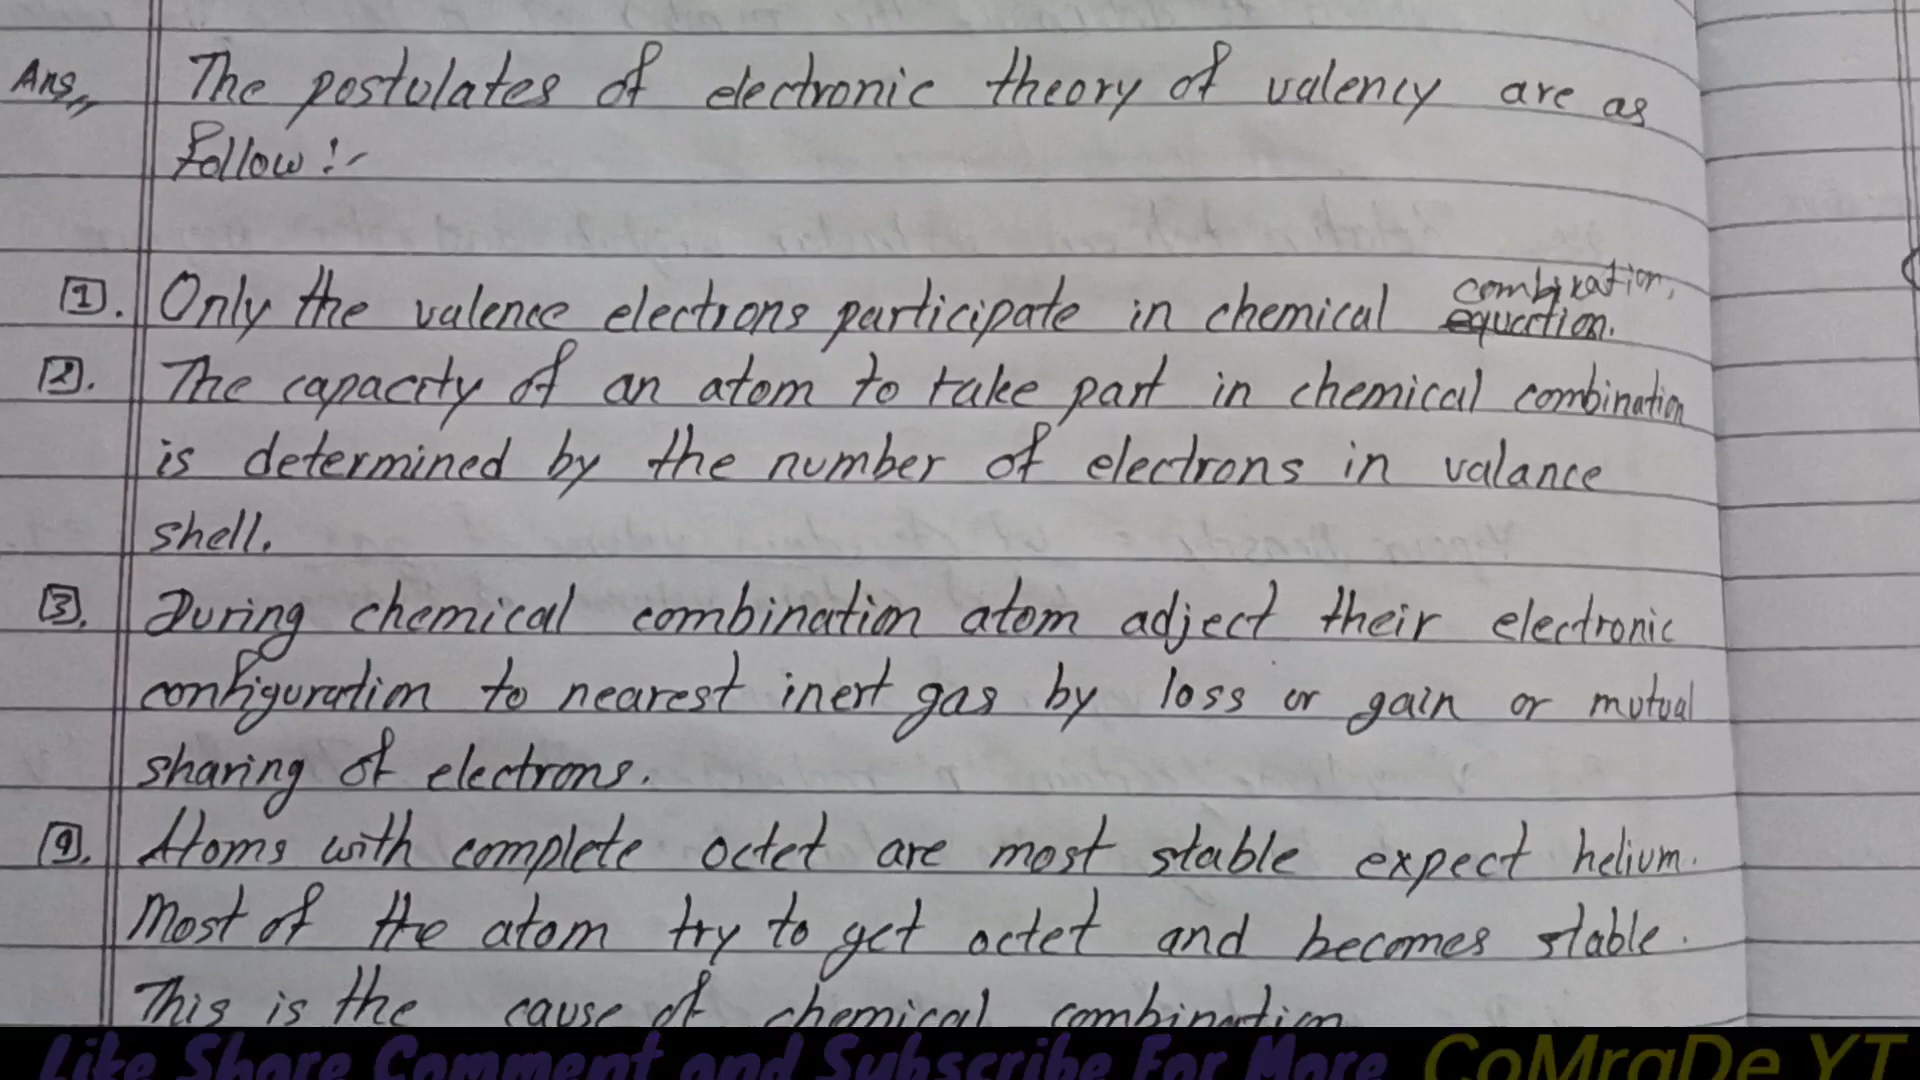 Ans,, The postulates of electronic theory of valency are as
follow :-
1. Only the valence electrons participate in chemical combination.
equation.
2. The capacity of an atom to take part in chemical combination
is determined by the number of electrons in valance
shell.
3. During chemical combination atom adject their electronic
configuration to nearest inert gas by loss or gain or mutual
sharing of electrons.
4. Atoms with complete octet are most stable expect helium.
Most of the atom try to get octet and becomes stable.
This is the cause of chemical combination
Like Share Comment and Subscribe For More CoMraDe YT